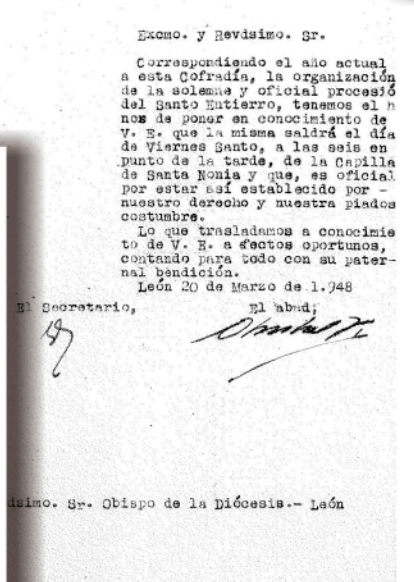 Excmo. y Revdsimo. Sr.
Correspondiendo el año actual
a esta Cofradía, la organización
de la solemne y oficial procesió
del Santo Entierro, tenemos el h
nos de poner en conocimiento de
V. E. que la misma saldrá el día
de Viernes Santo, a las seis en
punto de la tarde, de la Capilla
de Santa Nonia y que, es oficial
por estar así establecido por -
nuestro derecho y nuestra piados
costumbre.
Lo que trasladamos a conocimie
to de V. E. a efectos oportunos,
contando para todo con su pater-
nal bendición.
León 20 de Marzo de 1.948
El Secretario, El abad;
dsimo. Sr. Obispo de la Diócesis.- León